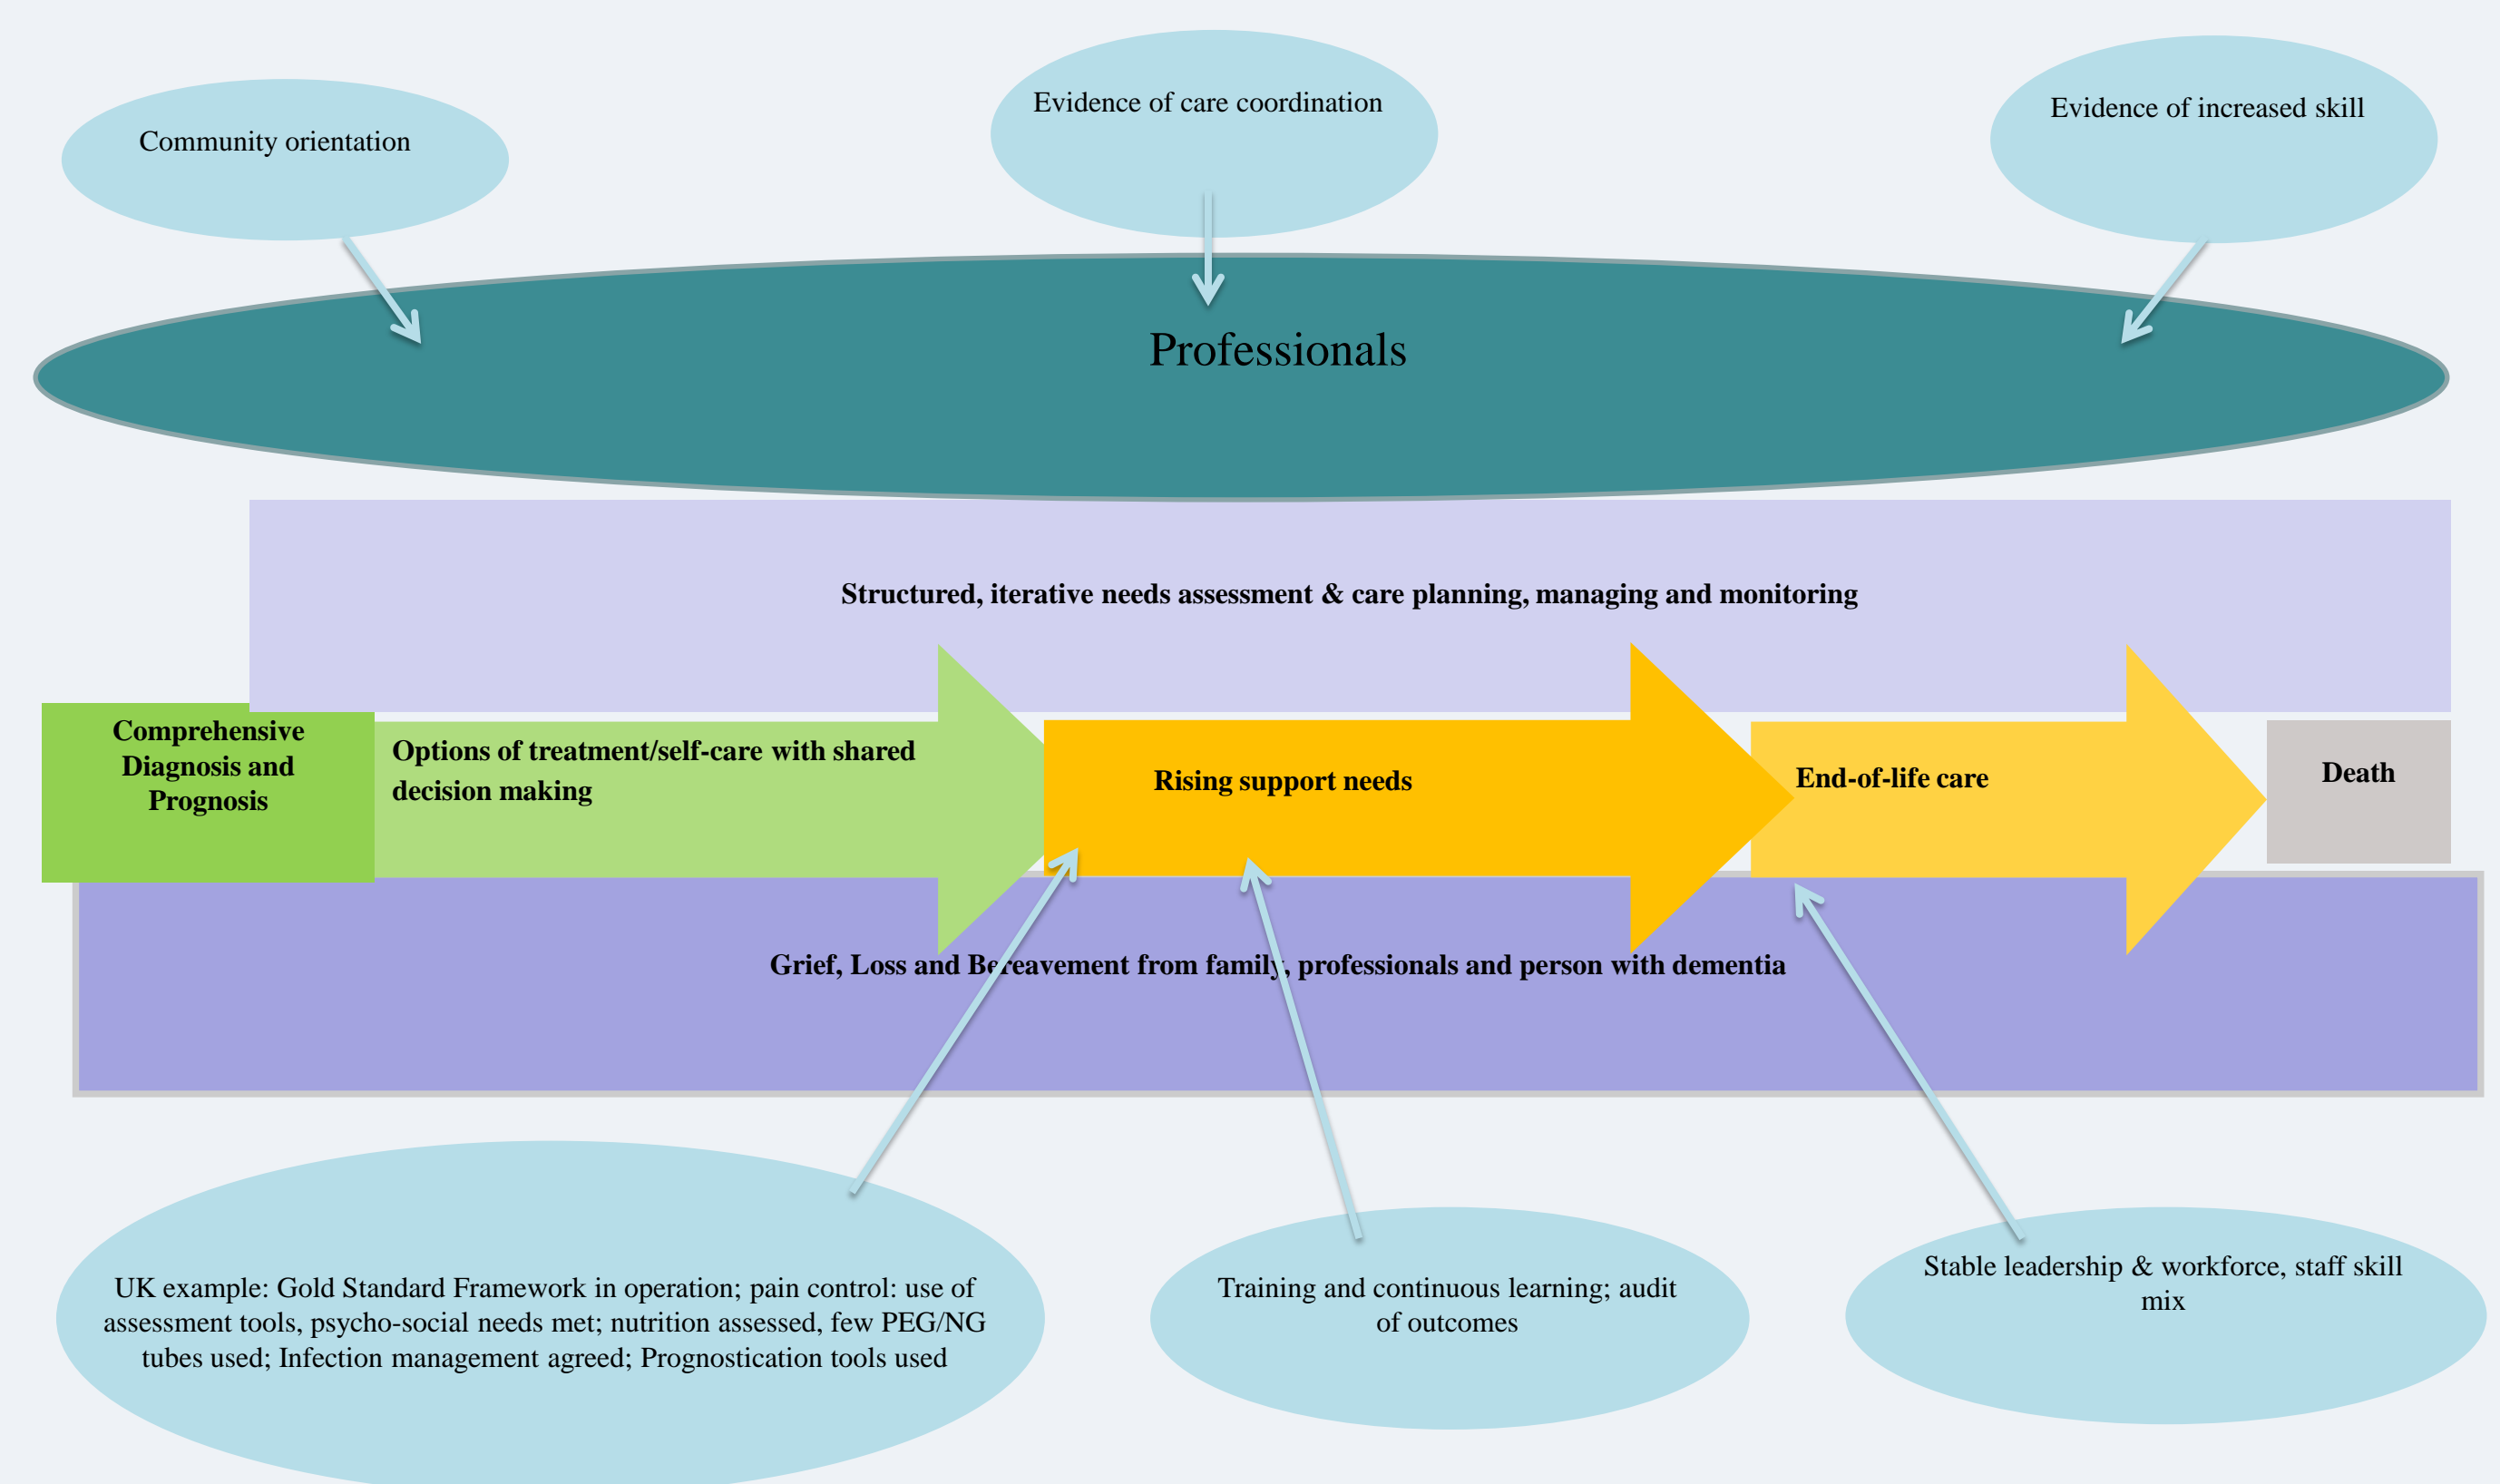 Community orientation
Evidence of care coordination
Evidence of increased skill
Professionals
Structured, iterative needs assessment & care planning, managing and monitoring
Comprehensive
Diagnosis and
Prognosis
Options of treatment/self-care with shared
decision making
Rising support needs
End-of-life care
Death
Grief, Loss and Bereavement from family, professionals and person with dementia
UK example: Gold Standard Framework in operation; pain control: use of
assessment tools, psycho-social needs met; nutrition assessed, few PEG/NG
tubes used; Infection management agreed; Prognostication tools used
Training and continuous learning; audit
of outcomes
Stable leadership & workforce, staff skill
mix